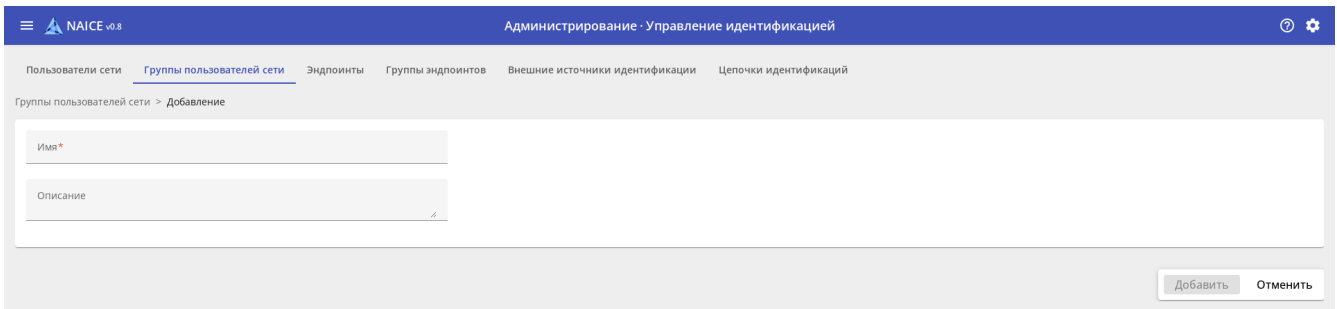 NAICE v0.8 Администрирование · Управление идентификацией
Пользователи сети Группы пользователей сети Эндпоинты Группы эндпоинтов Внешние источники идентификации Цепочки идентификаций
Группы пользователей сети > Добавление
Имя*
Описание
Добавить Отменить